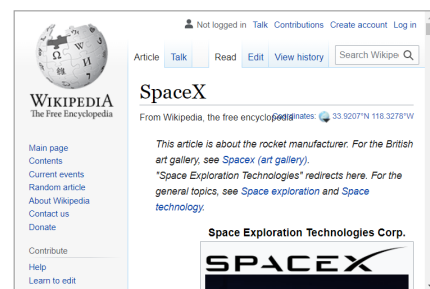 Not logged in Talk Contributions Create account Log in
Article Talk Read Edit View history Search Wikipe
WIKIPEDIA
The Free Encyclopedia
Main page
Contents
Current events
Random article
About Wikipedia
Contact us
Donate
Contribute
Help
Learn to edit
SpaceX
From Wikipedia, the free encyclopedia
Coordinates: 33.9207°N 118.3278°W
This article is about the rocket manufacturer. For the British
art gallery, see Spacex (art gallery).
"Space Exploration Technologies" redirects here. For the
general topics, see Space exploration and Space
technology.
Space Exploration Technologies Corp.
SPACEX